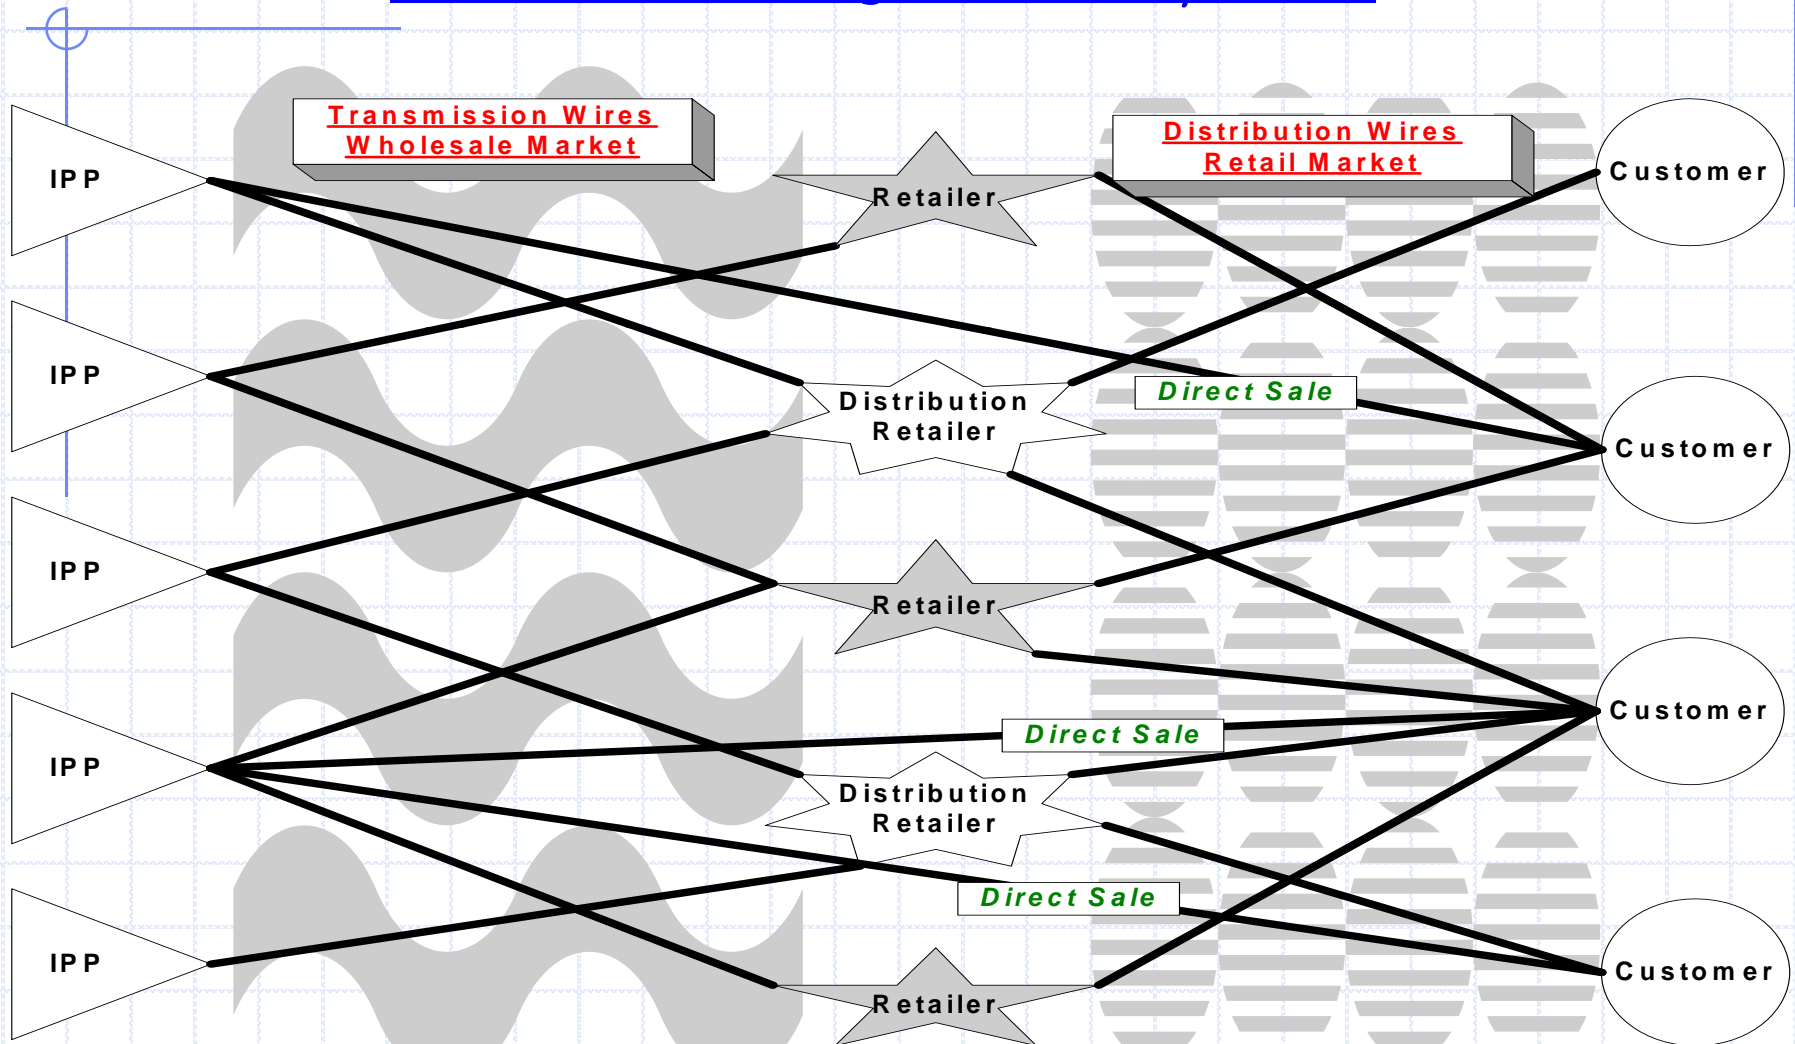 Transmission Wires
Wholesale Market
Distribution Wires
Retail Market
IPP
Retailer
Customer
IPP
Distribution
Retailer
Direct Sale
Customer
IPP
Retailer
Customer
Direct Sale
IPP
Distribution
Retailer
Direct Sale
IPP
Retailer
Customer